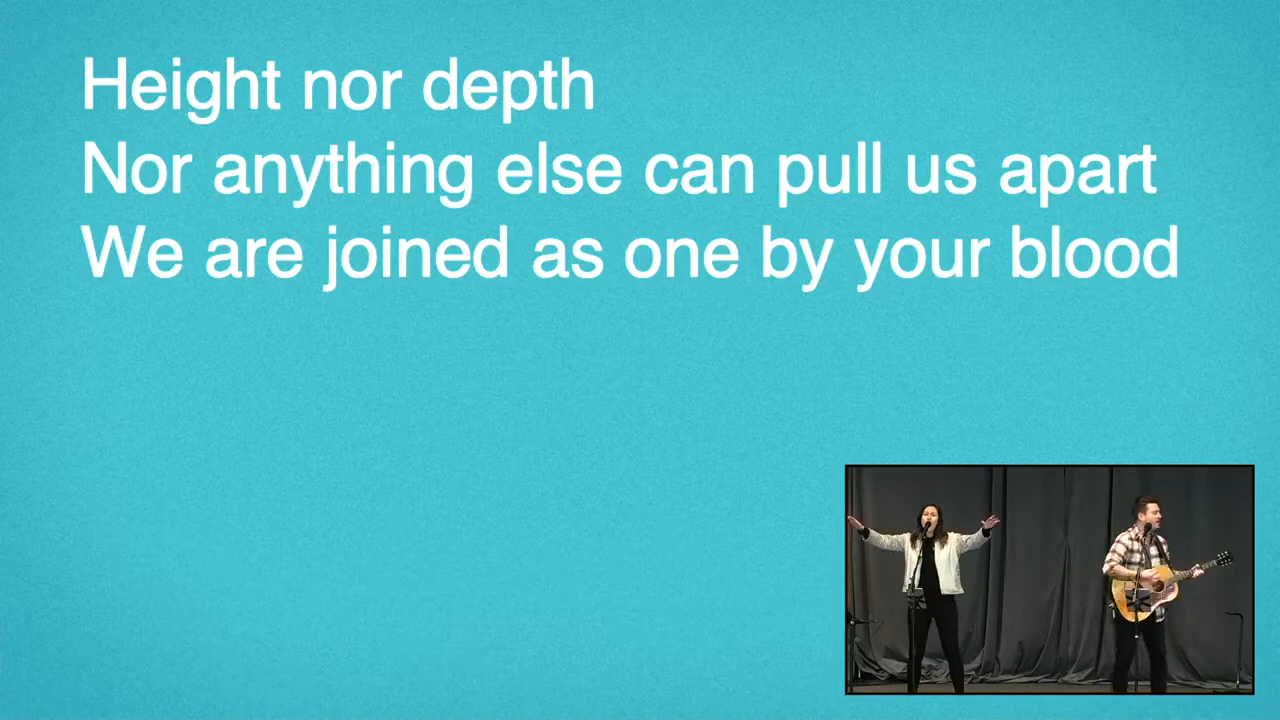 Height nor depth
Nor anything else can pull us apart
We are joined as one by your blood